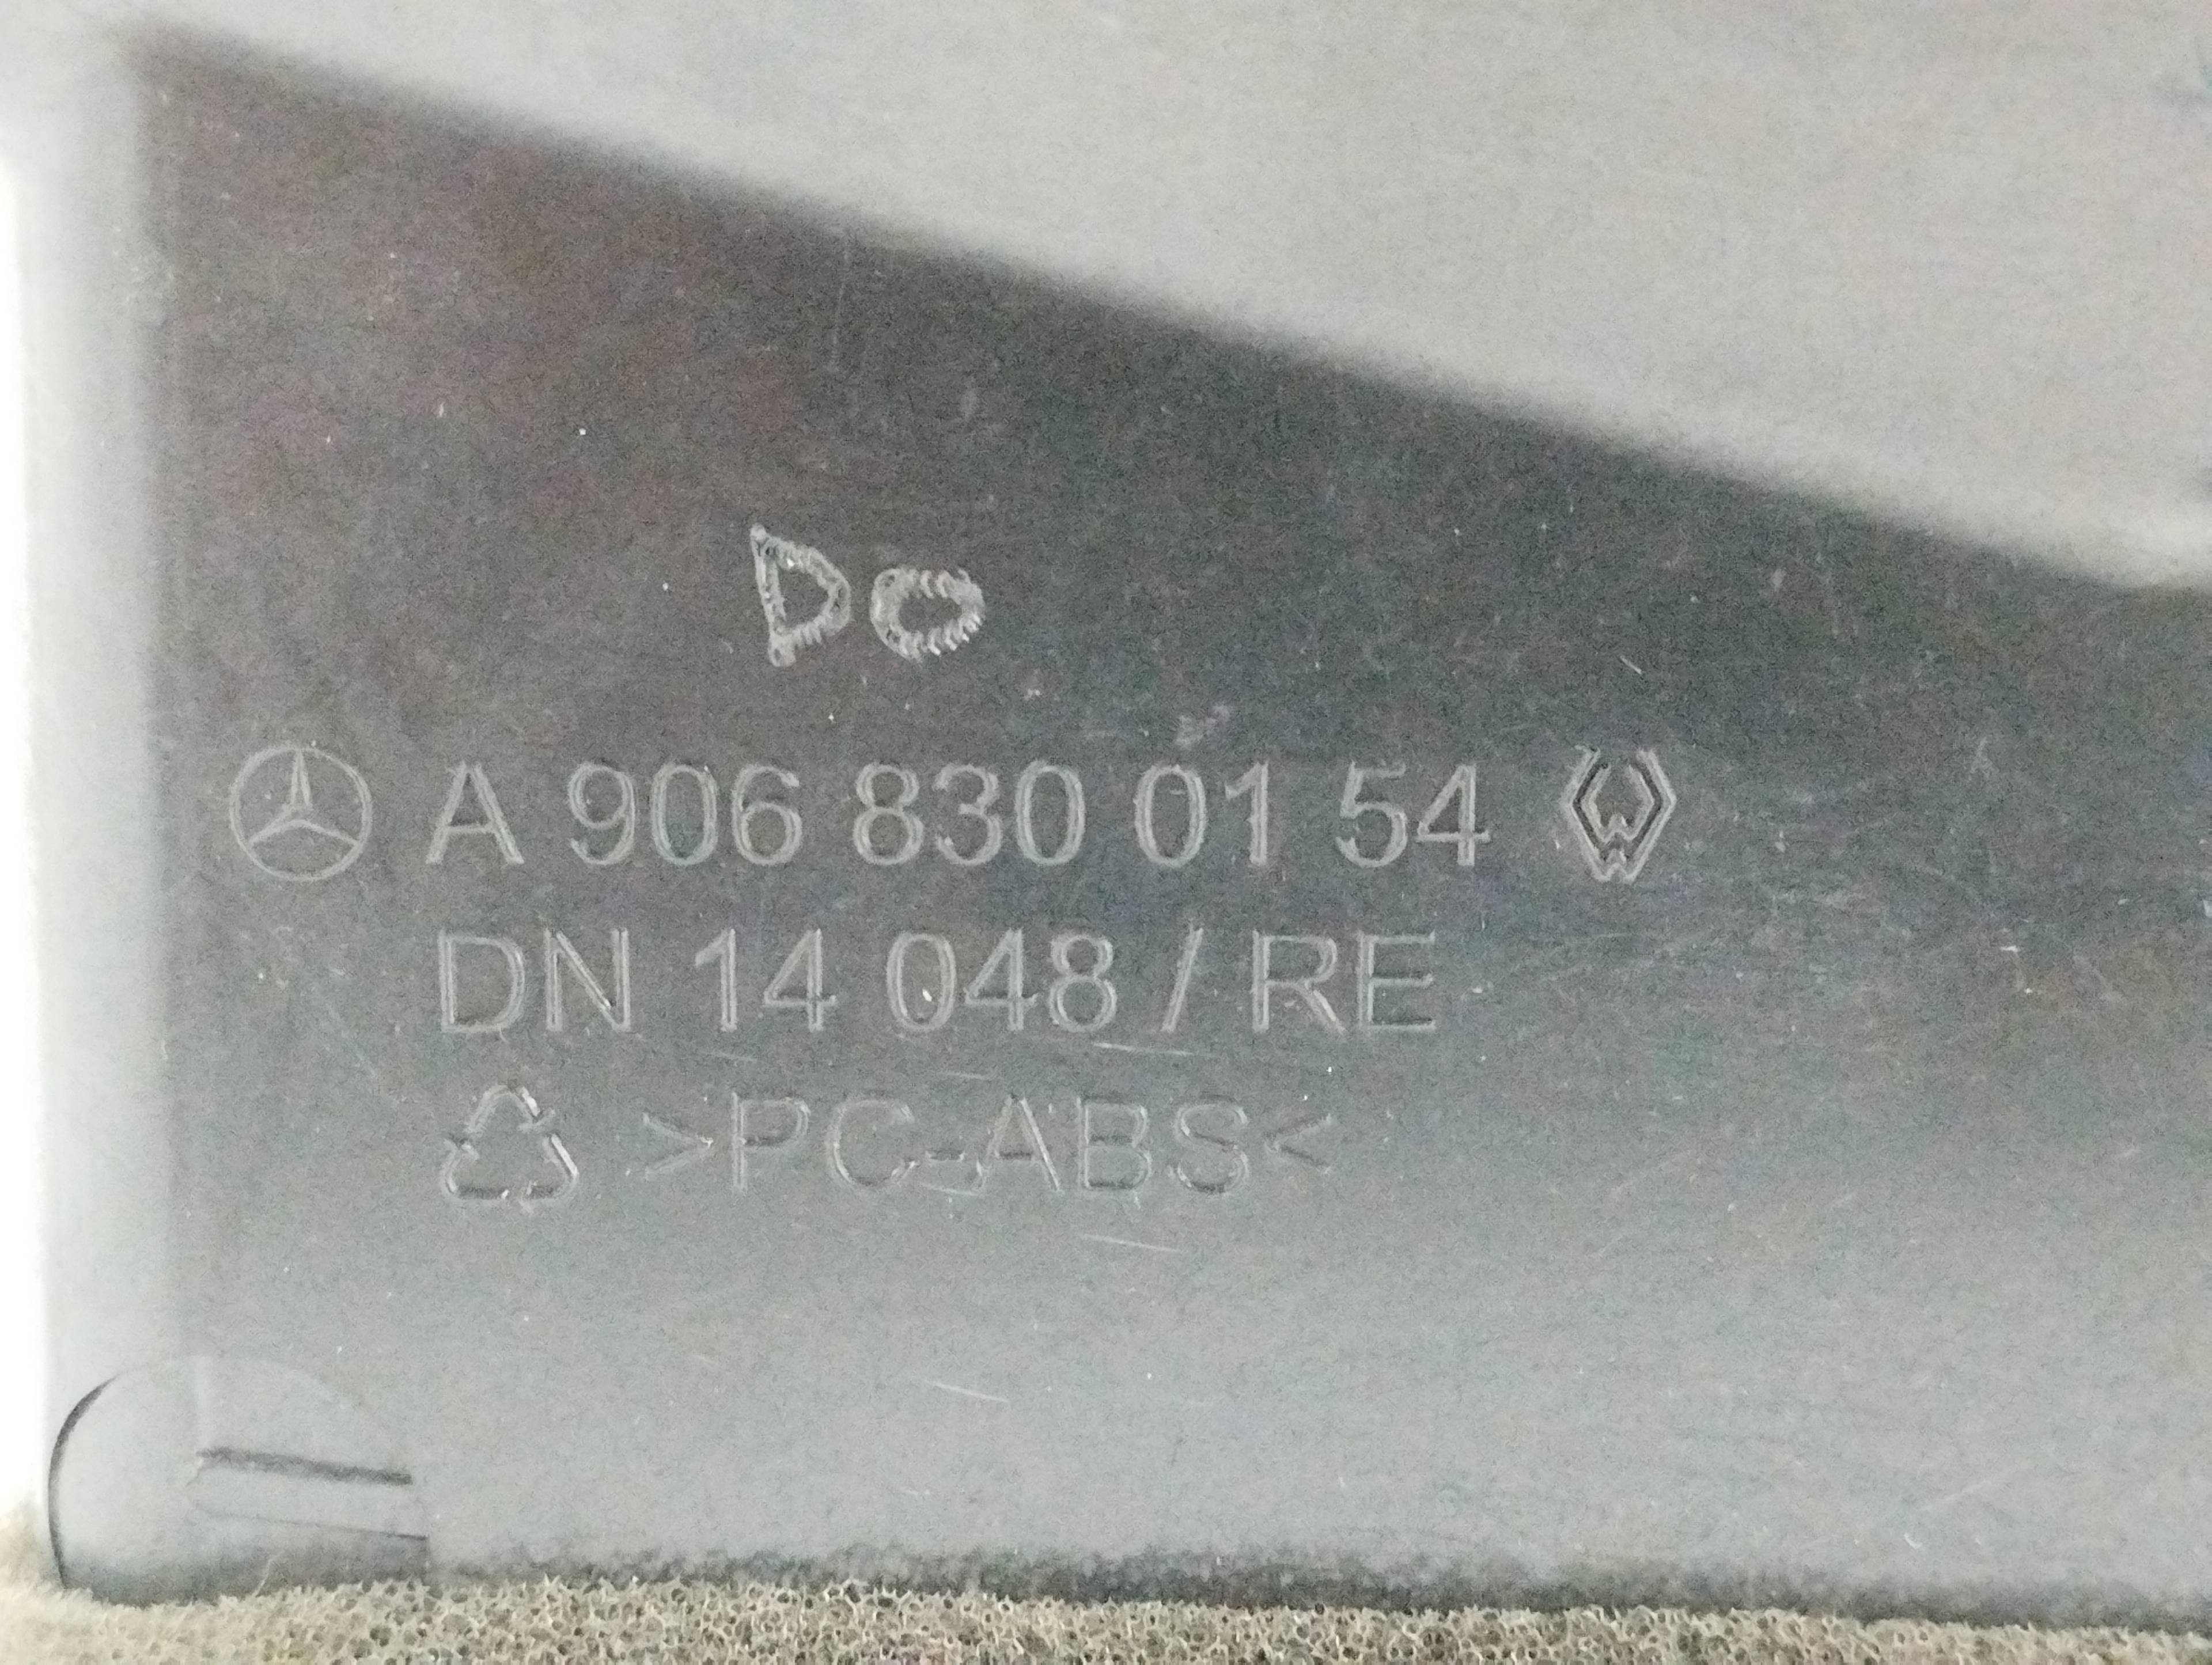 DO
A 906 830 01 54
DN 14 048 / RE
>PC-ABS<